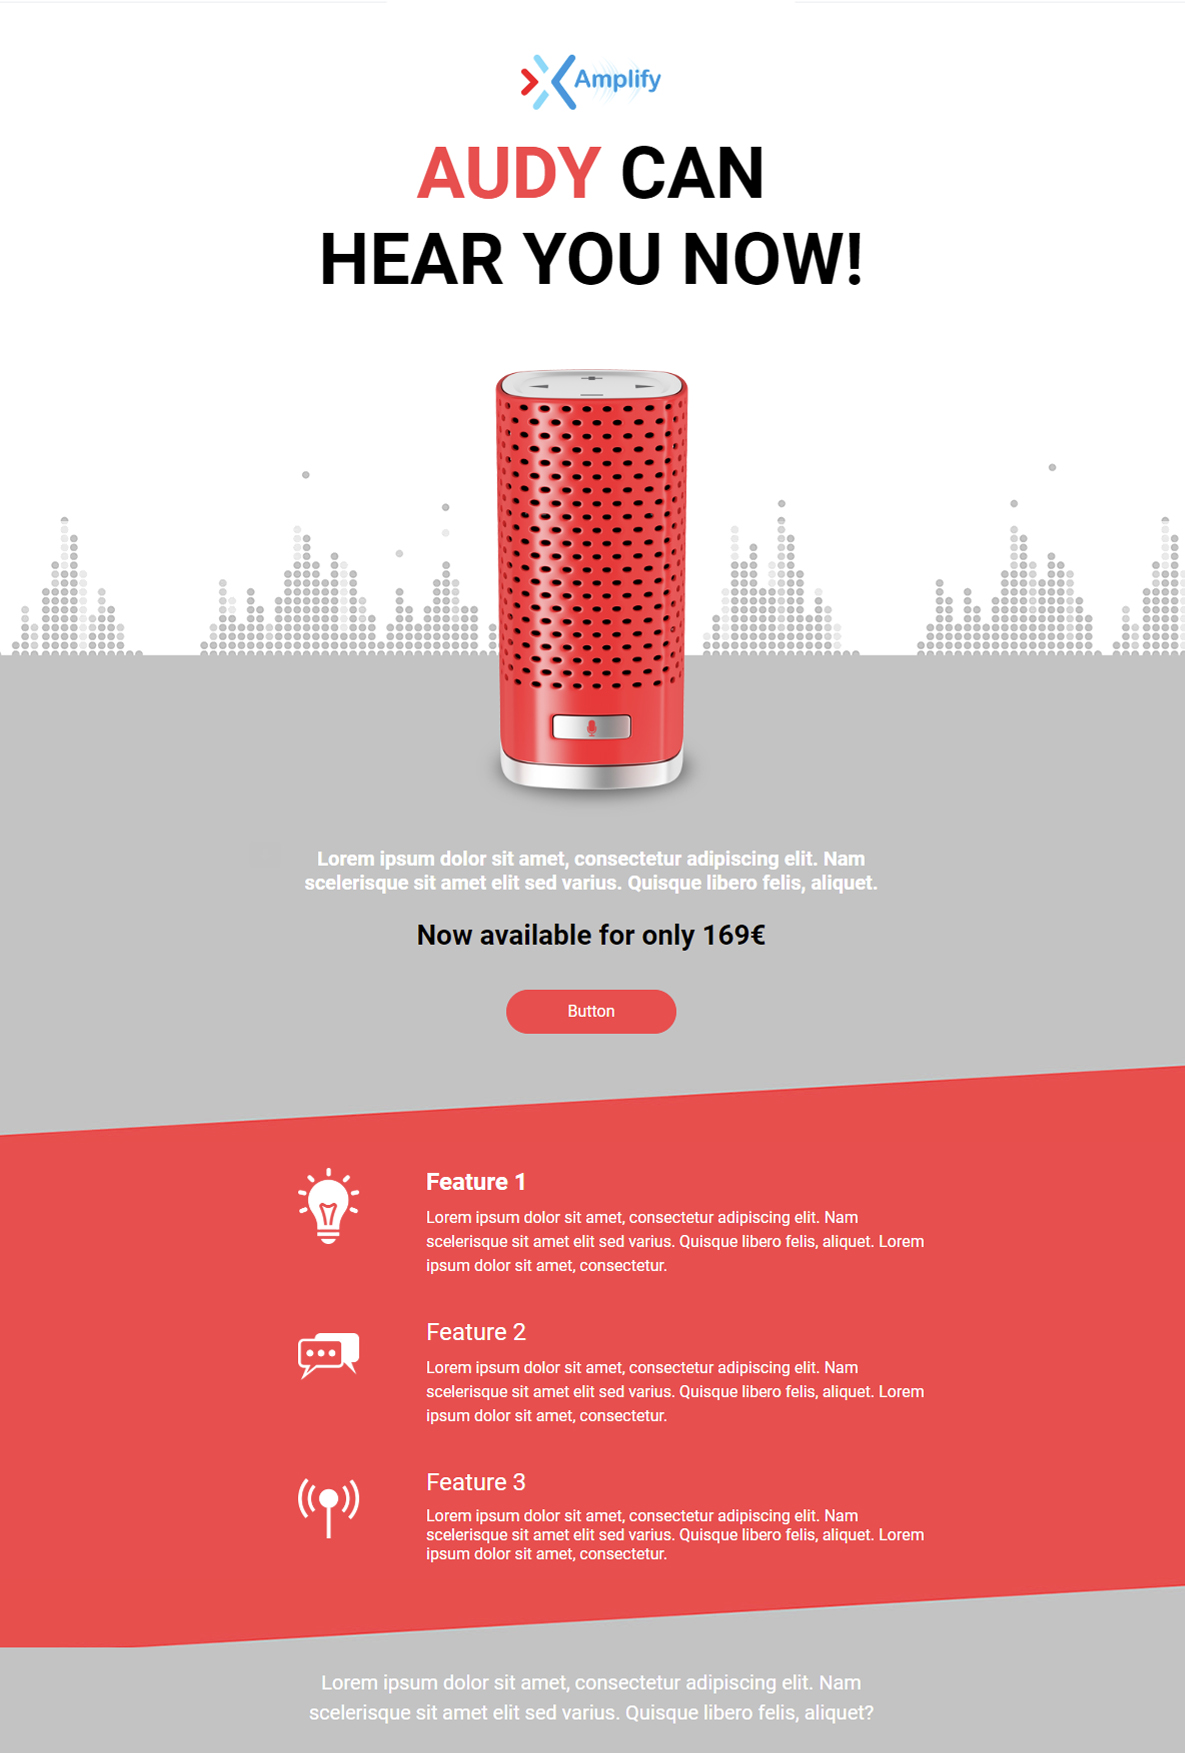 Amplify
AUDY CAN
HEAR YOU NOW!
Lorem ipsum dolor sit amet, consectetur adipiscing elit. Nam
scelerisque sit amet elit sed varius. Quisque libero felis, aliquet.
Now available for only 169€
Button
Feature 1
Lorem ipsum dolor sit amet, consectetur adipiscing elit. Nam
scelerisque sit amet elit sed varius. Quisque libero felis, aliquet. Lorem
ipsum dolor sit amet, consectetur.
Feature 2
Lorem ipsum dolor sit amet, consectetur adipiscing elit. Nam
scelerisque sit amet elit sed varius. Quisque libero felis, aliquet. Lorem
ipsum dolor sit amet, consectetur.
Feature 3
Lorem ipsum dolor sit amet, consectetur adipiscing elit. Nam
scelerisque sit amet elit sed varius. Quisque libero felis, aliquet. Lorem
ipsum dolor sit amet, consectetur.
Lorem ipsum dolor sit amet, consectetur adipiscing elit. Nam
scelerisque sit amet elit sed varius. Quisque libero felis, aliquet?